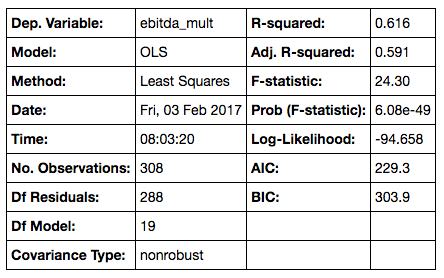 Dep. Variable: ebitda_mult R-squared: 0.616
Model: OLS Adj. R-squared: 0.591
Method: Least Squares F-statistic: 24.30
Date: Fri, 03 Feb 2017 Prob (F-statistic): 6.08e-49
Time: 08:03:20 Log-Likelihood: -94.658
No. Observations: 308 AIC: 229.3
Df Residuals: 288 BIC: 303.9
Df Model: 19
Covariance Type: nonrobust